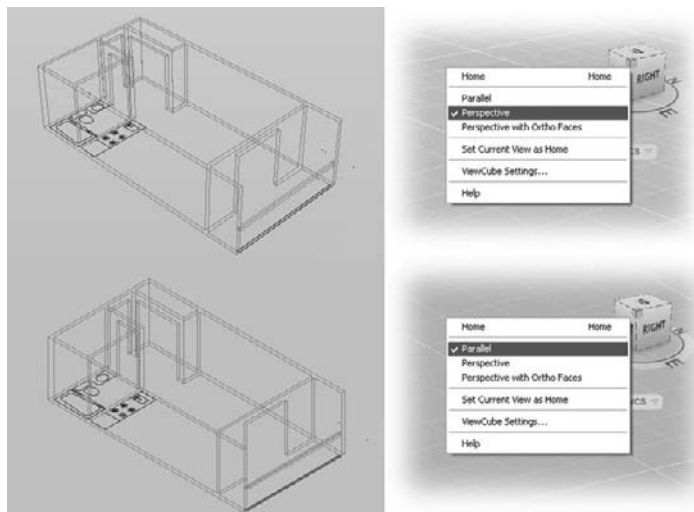 Home Home
Parallel
✓ Perspective
Perspective with Ortho Faces
Set Current View as Home
ViewCube Settings...
Help
RIGHT
E
Home Home
✓ Parallel
Perspective
Perspective with Ortho Faces
Set Current View as Home
ViewCube Settings...
Help
RIGHT
E